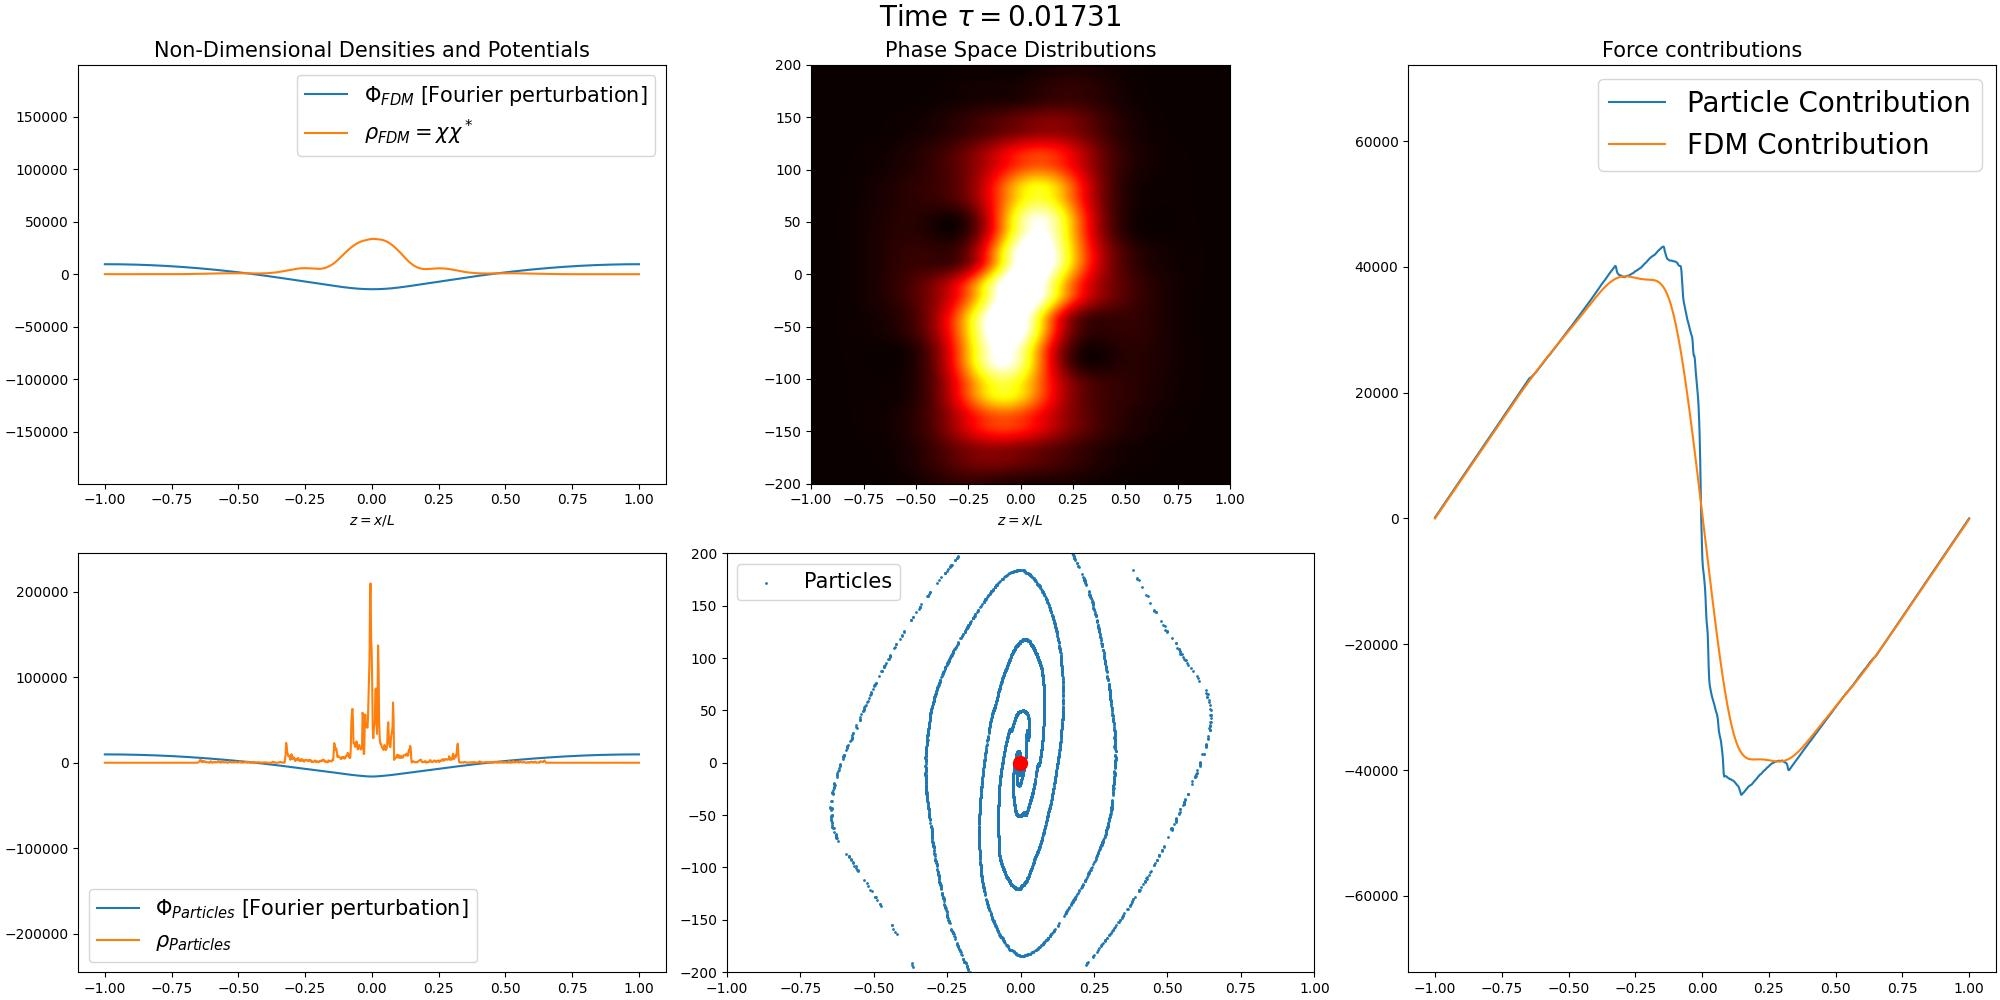 Time τ = 0.01731
Non-Dimensional Densities and Potentials
Φ_FDM [Fourier perturbation]
ρ_FDM = χχ*
150000
100000
50000
0
−50000
−100000
−150000
−1.00 −0.75 −0.50 −0.25 0.00 0.25 0.50 0.75 1.00
z = x/L
Phase Space Distributions
200
150
100
50
0
−50
−100
−150
−200
−1.00 −0.75 −0.50 −0.25 0.00 0.25 0.50 0.75 1.00
z = x/L
Force contributions
Particle Contribution
FDM Contribution
60000
40000
20000
0
−20000
−40000
−60000
−1.00 −0.75 −0.50 −0.25 0.00 0.25 0.50 0.75 1.00
200000
100000
0
−100000
−200000
Φ_Particles [Fourier perturbation]
ρ_Particles
−1.00 −0.75 −0.50 −0.25 0.00 0.25 0.50 0.75 1.00
Particles
200
150
100
50
0
−50
−100
−150
−200
−1.00 −0.75 −0.50 −0.25 0.00 0.25 0.50 0.75 1.00